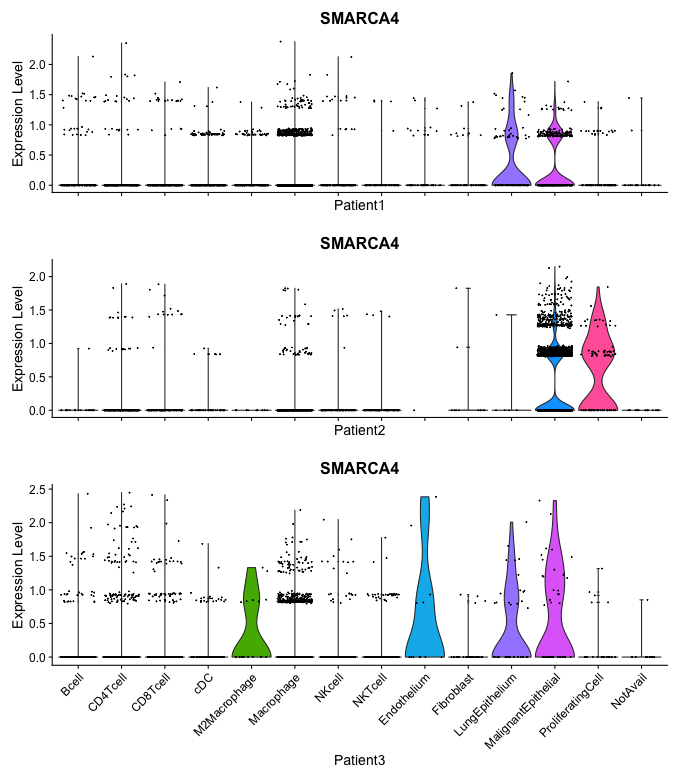 SMARCA4
Expression Level
2.0
1.5
1.0
0.5
0.0
Patient1
SMARCA4
Expression Level
2.0
1.5
1.0
0.5
0.0
Patient2
SMARCA4
Expression Level
2.5
2.0
1.5
1.0
0.5
0.0
Bcell
CD4Tcell
CD8Tcell
cDC
M2Macrophage
Macrophage
NKcell
NKTcell
Endothelium
Fibroblast
LungEpithelium
MalignantEpithelial
ProliferatingCell
NotAvail
Patient3